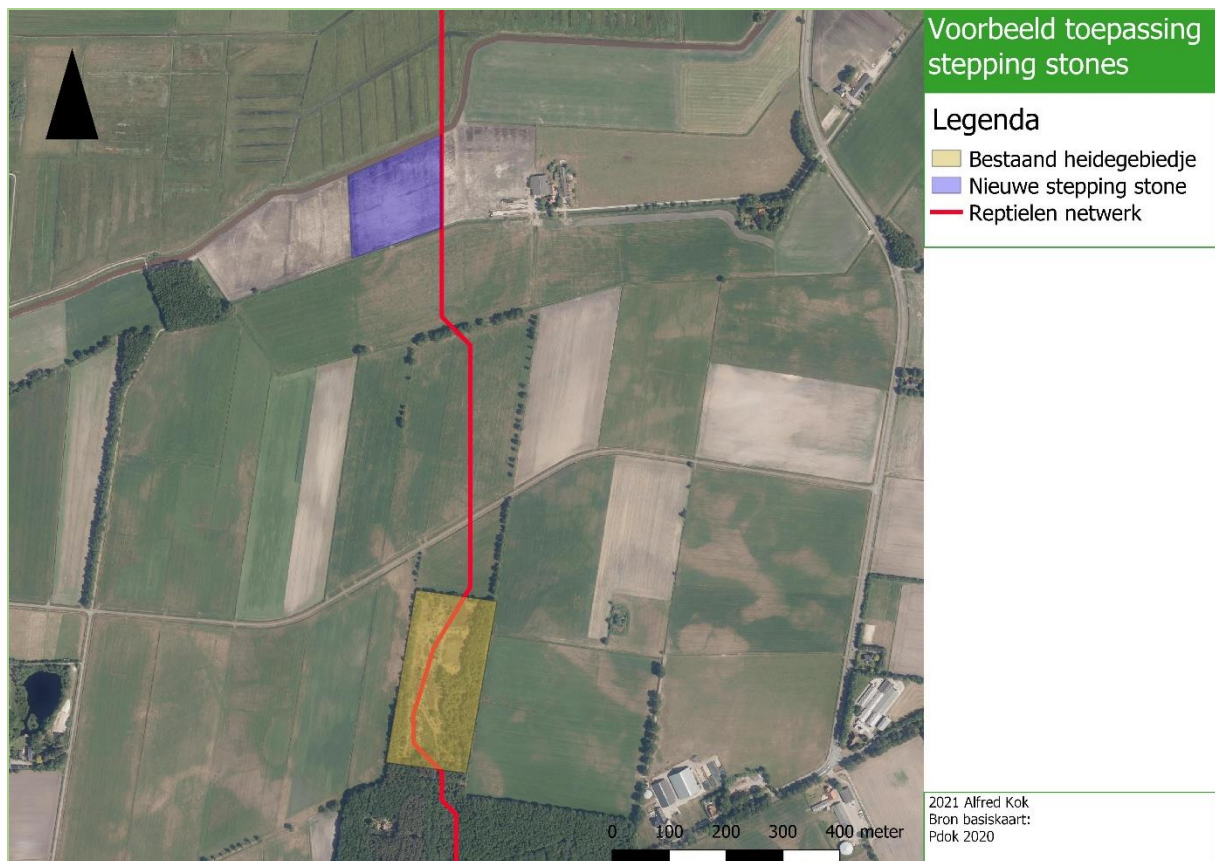 Voorbeeld toepassing
stepping stones
Legenda
Bestaand heidegebiedje
Nieuwe stepping stone
Reptielen netwerk
0 100 200 300 400 meter
2021 Alfred Kok
Bron basiskaart:
Pdok 2020